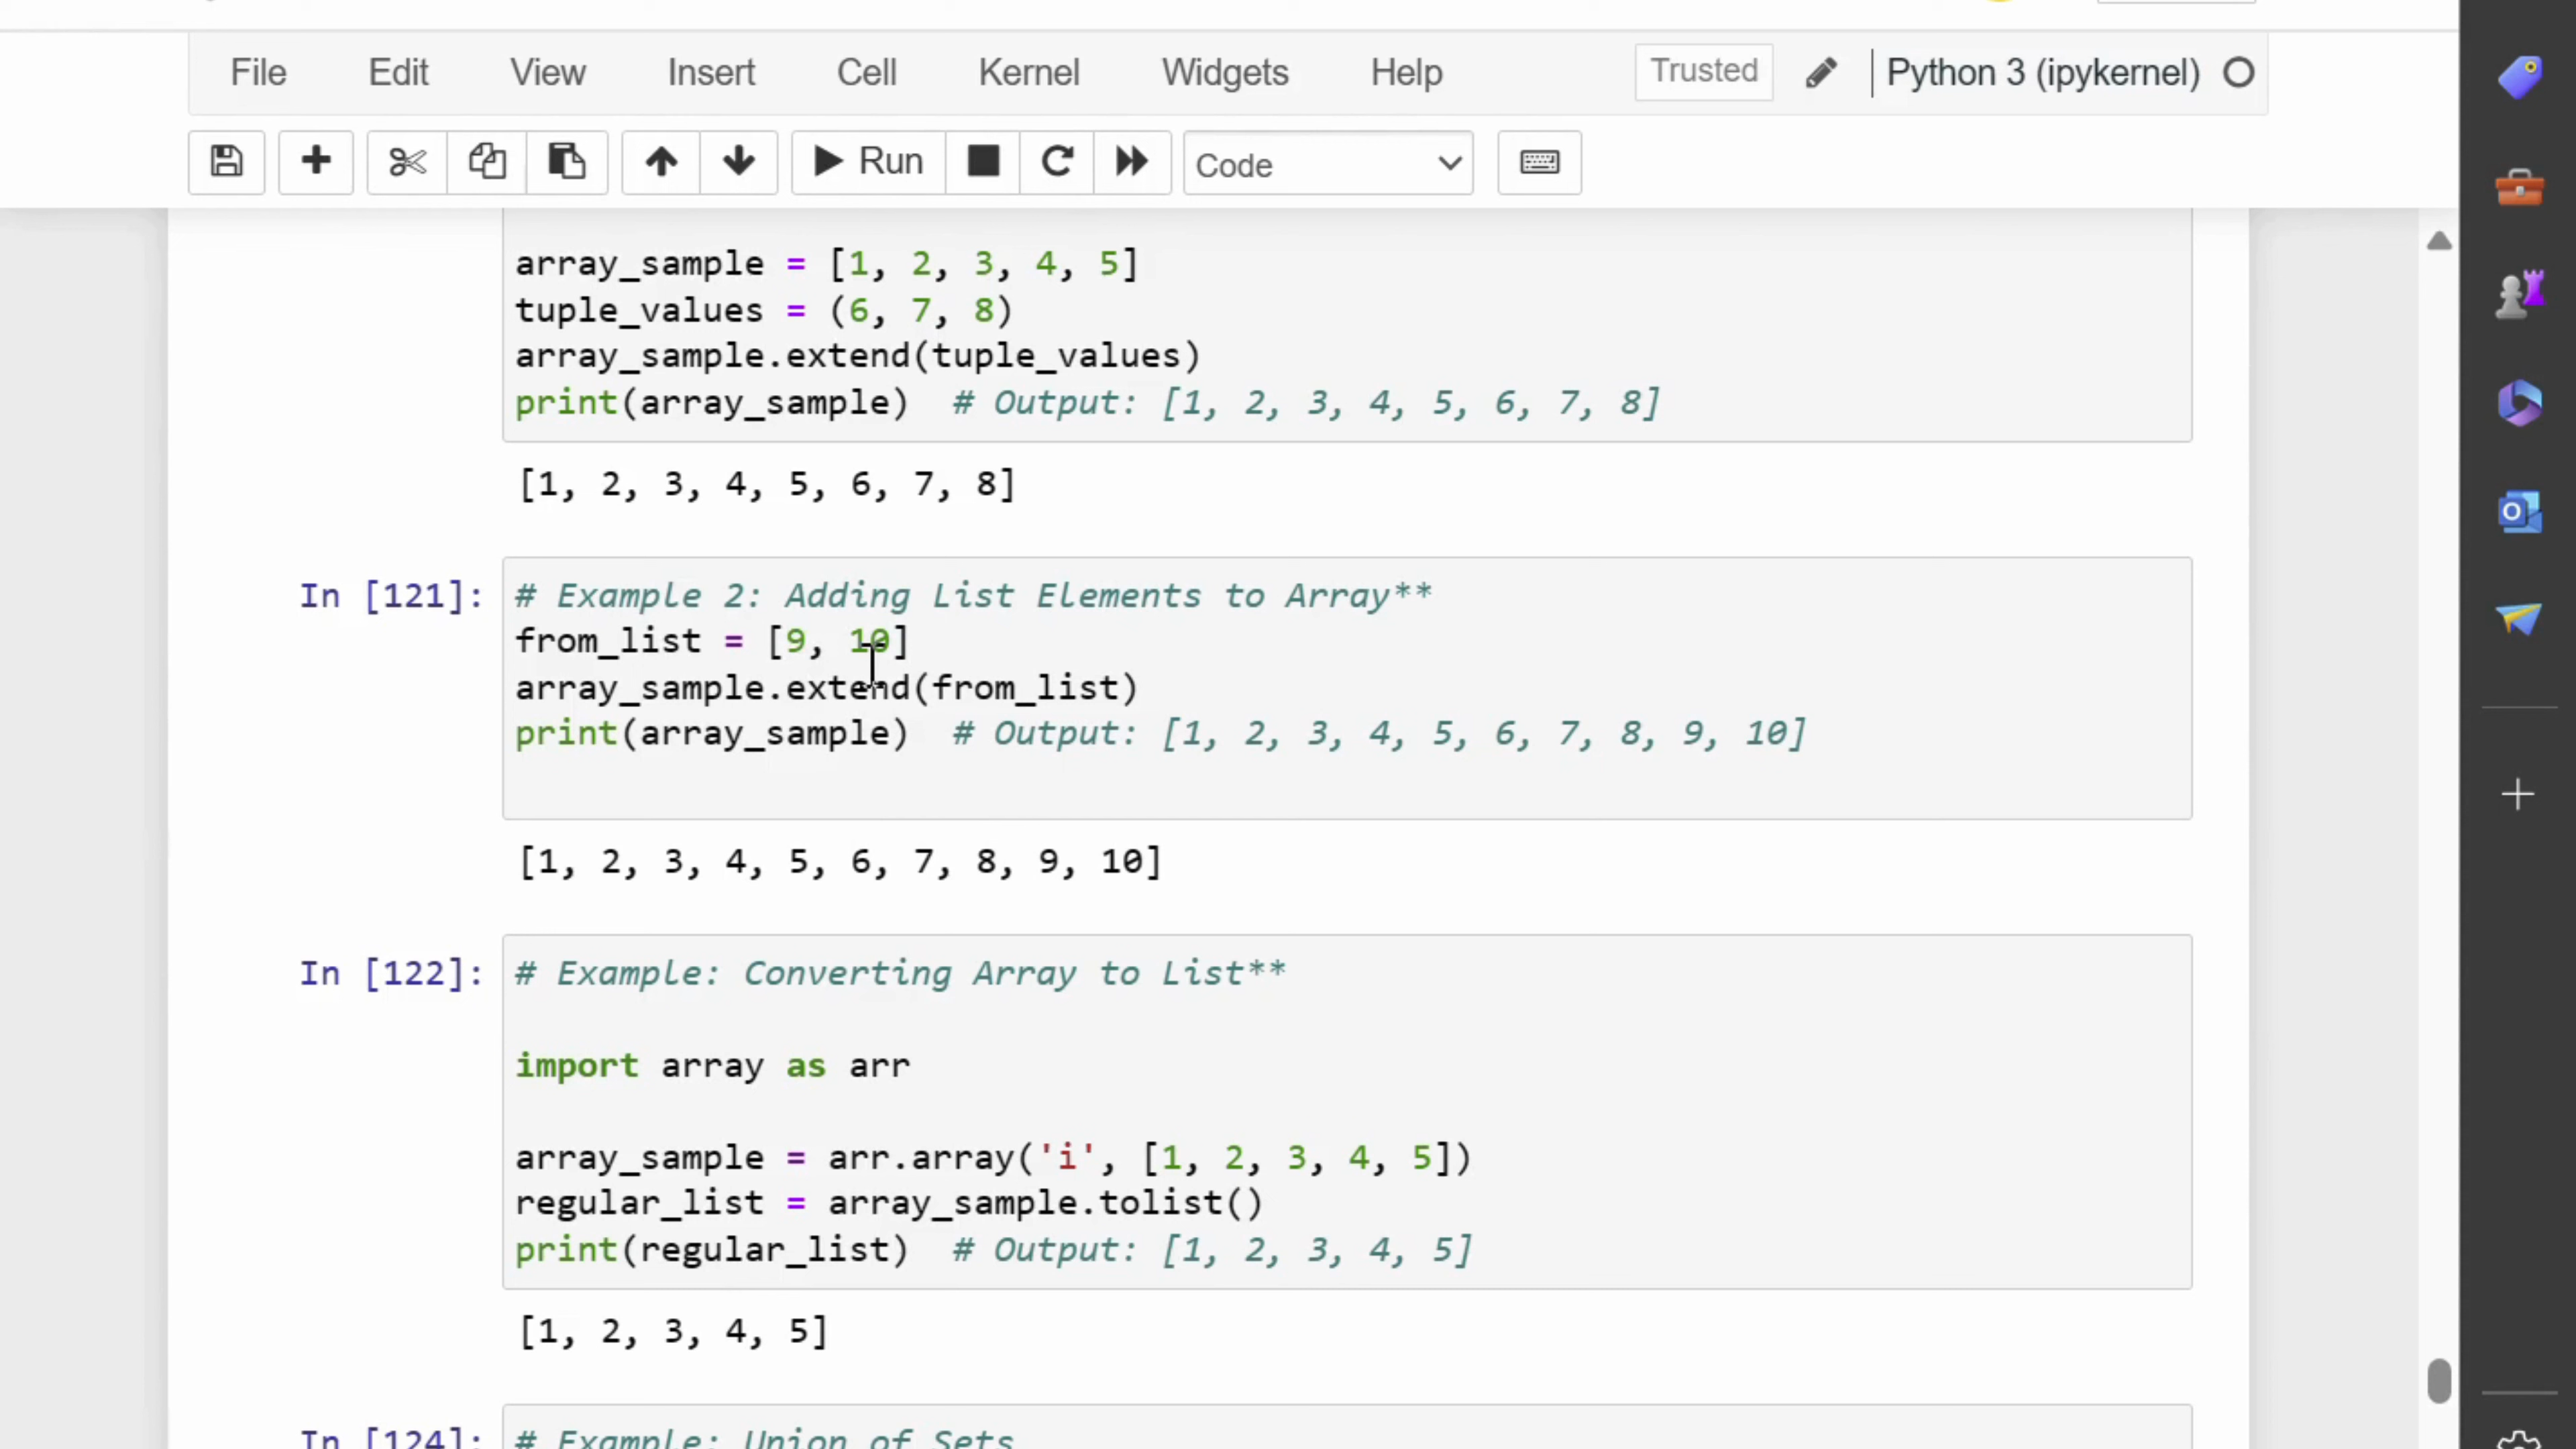 File Edit View Insert Cell Kernel Widgets Help Trusted Python 3 (ipykernel)
Run Code
array_sample = [1, 2, 3, 4, 5]
tuple_values = (6, 7, 8)
array_sample.extend(tuple_values)
print(array_sample)  # Output: [1, 2, 3, 4, 5, 6, 7, 8]
[1, 2, 3, 4, 5, 6, 7, 8]
In [121]: # Example 2: Adding List Elements to Array**
from_list = [9, 10]
array_sample.extend(from_list)
print(array_sample)  # Output: [1, 2, 3, 4, 5, 6, 7, 8, 9, 10]
[1, 2, 3, 4, 5, 6, 7, 8, 9, 10]
In [122]: # Example: Converting Array to List**
import array as arr
array_sample = arr.array('i', [1, 2, 3, 4, 5])
regular_list = array_sample.tolist()
print(regular_list)  # Output: [1, 2, 3, 4, 5]
[1, 2, 3, 4, 5]
In [124]: # Example: Union of Sets